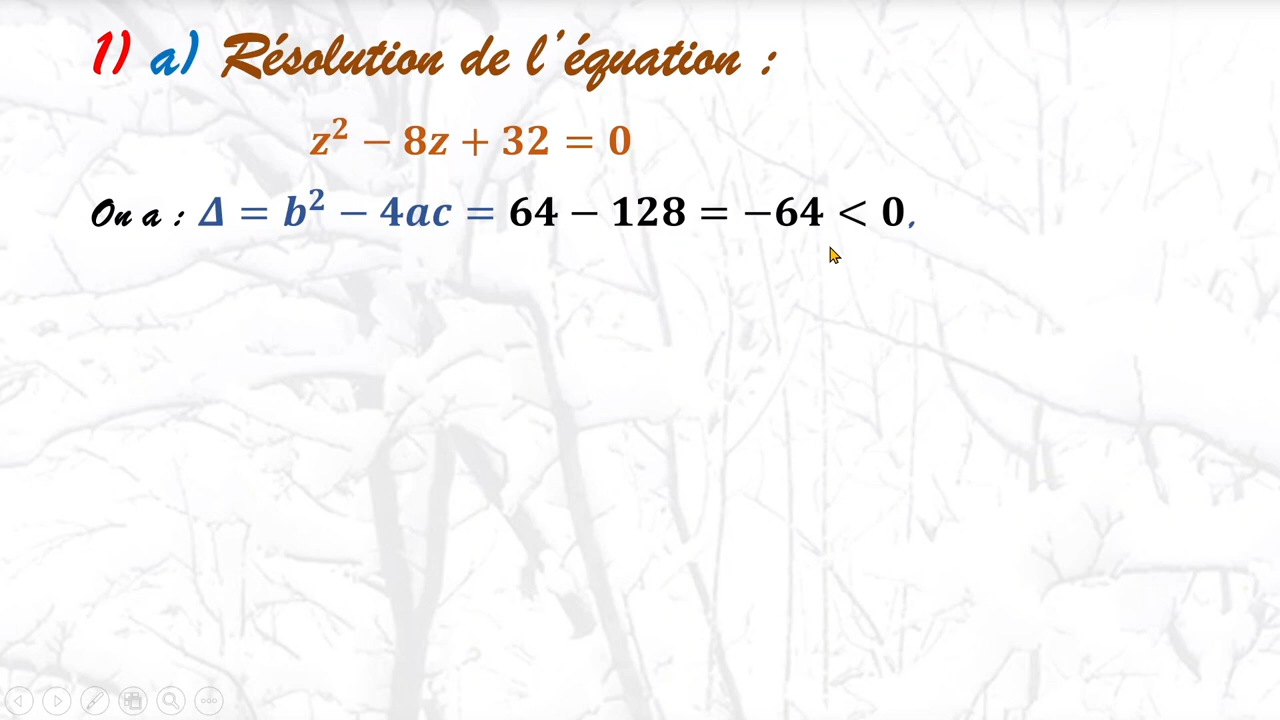 1) a) Résolution de l'équation :
z² − 8z + 32 = 0
On a : Δ = b² − 4ac = 64 − 128 = −64 < 0,